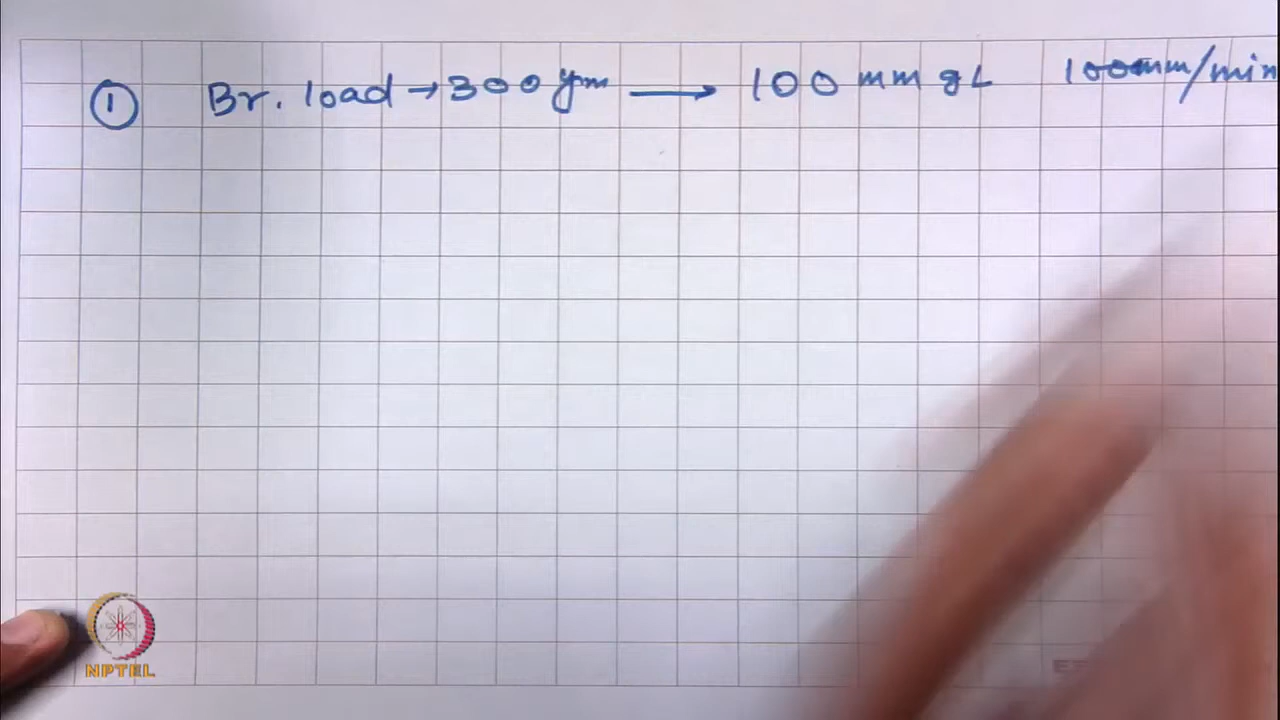 ① Br. load → 300 gm → 100 mm gL 100mm/min
NPTEL